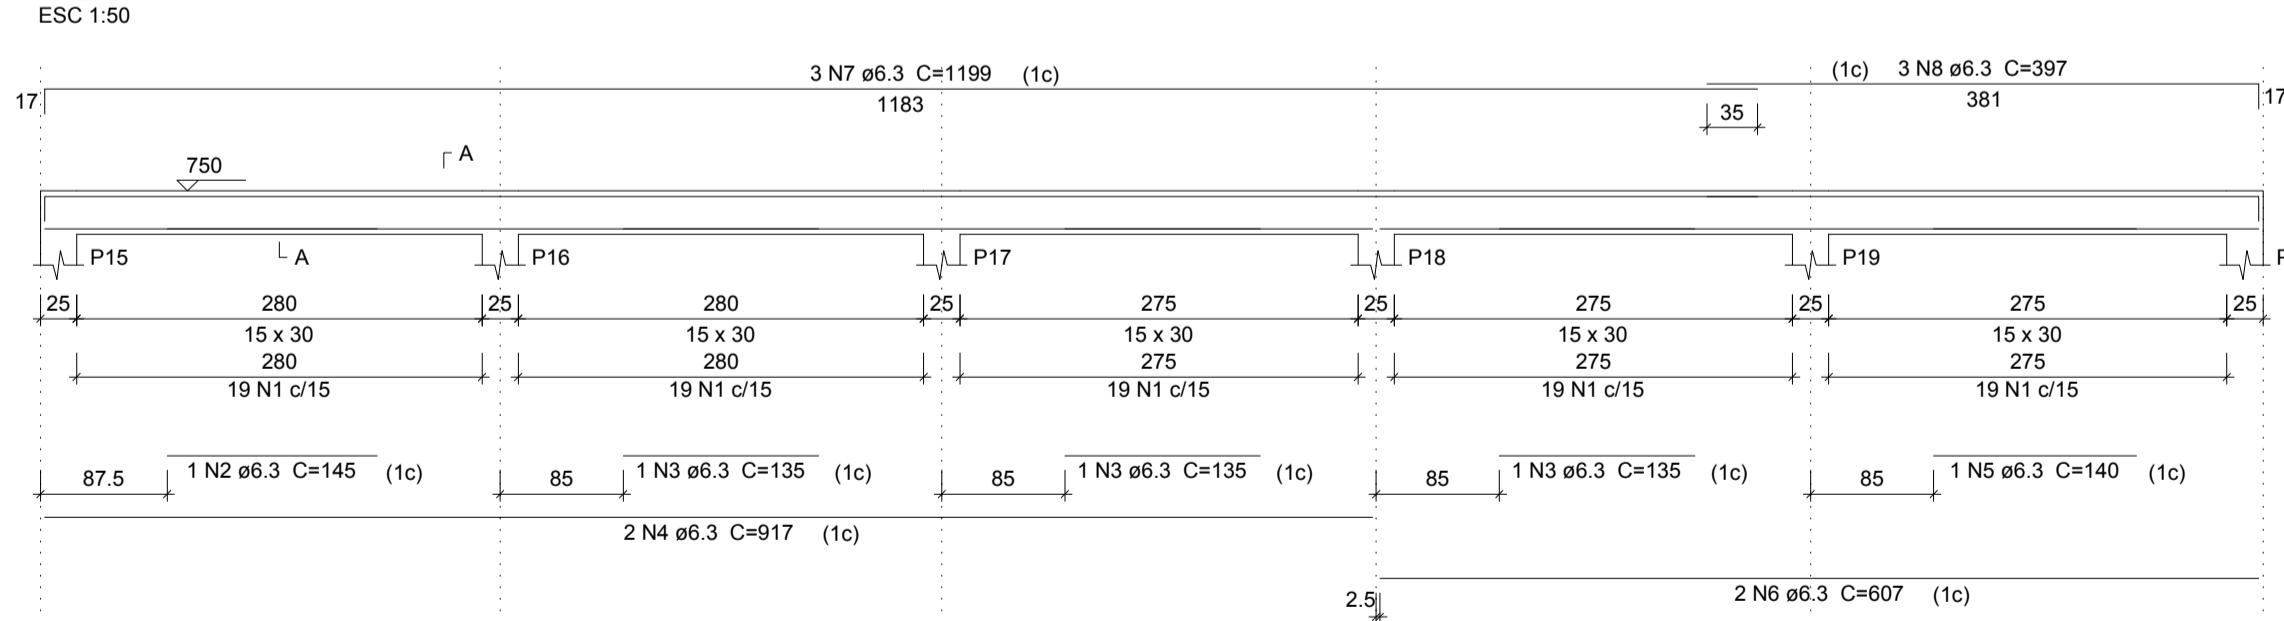 ESC 1:50
3 N7 ø6.3 C=1199 (1c)
(1c) 3 N8 ø6.3 C=397
17
1183
381
17
35
A
750
P15
A
P16
P17
P18
P19
P
25 280 25 280 25 275 25 275 25 275 25
15 x 30 15 x 30 15 x 30 15 x 30 15 x 30
280 280 275 275 275
19 N1 c/15 19 N1 c/15 19 N1 c/15 19 N1 c/15 19 N1 c/15
87.5 1 N2 ø6.3 C=145 (1c)
85 1 N3 ø6.3 C=135 (1c)
85 1 N3 ø6.3 C=135 (1c)
85 1 N3 ø6.3 C=135 (1c)
85 1 N5 ø6.3 C=140 (1c)
2 N4 ø6.3 C=917 (1c)
2.5
2 N6 ø6.3 C=607 (1c)